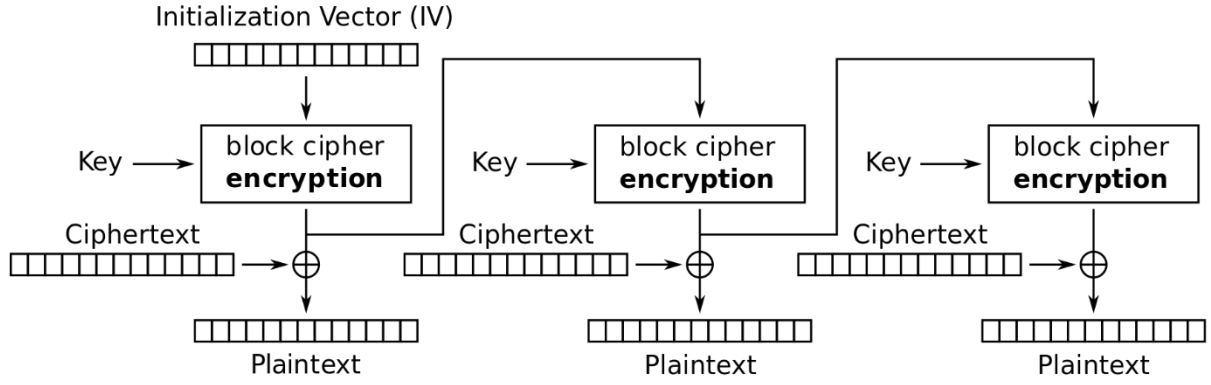 Initialization Vector (IV)
Key
block cipher
encryption
Key
block cipher
encryption
Key
block cipher
encryption
Ciphertext
Ciphertext
Ciphertext
Plaintext
Plaintext
Plaintext